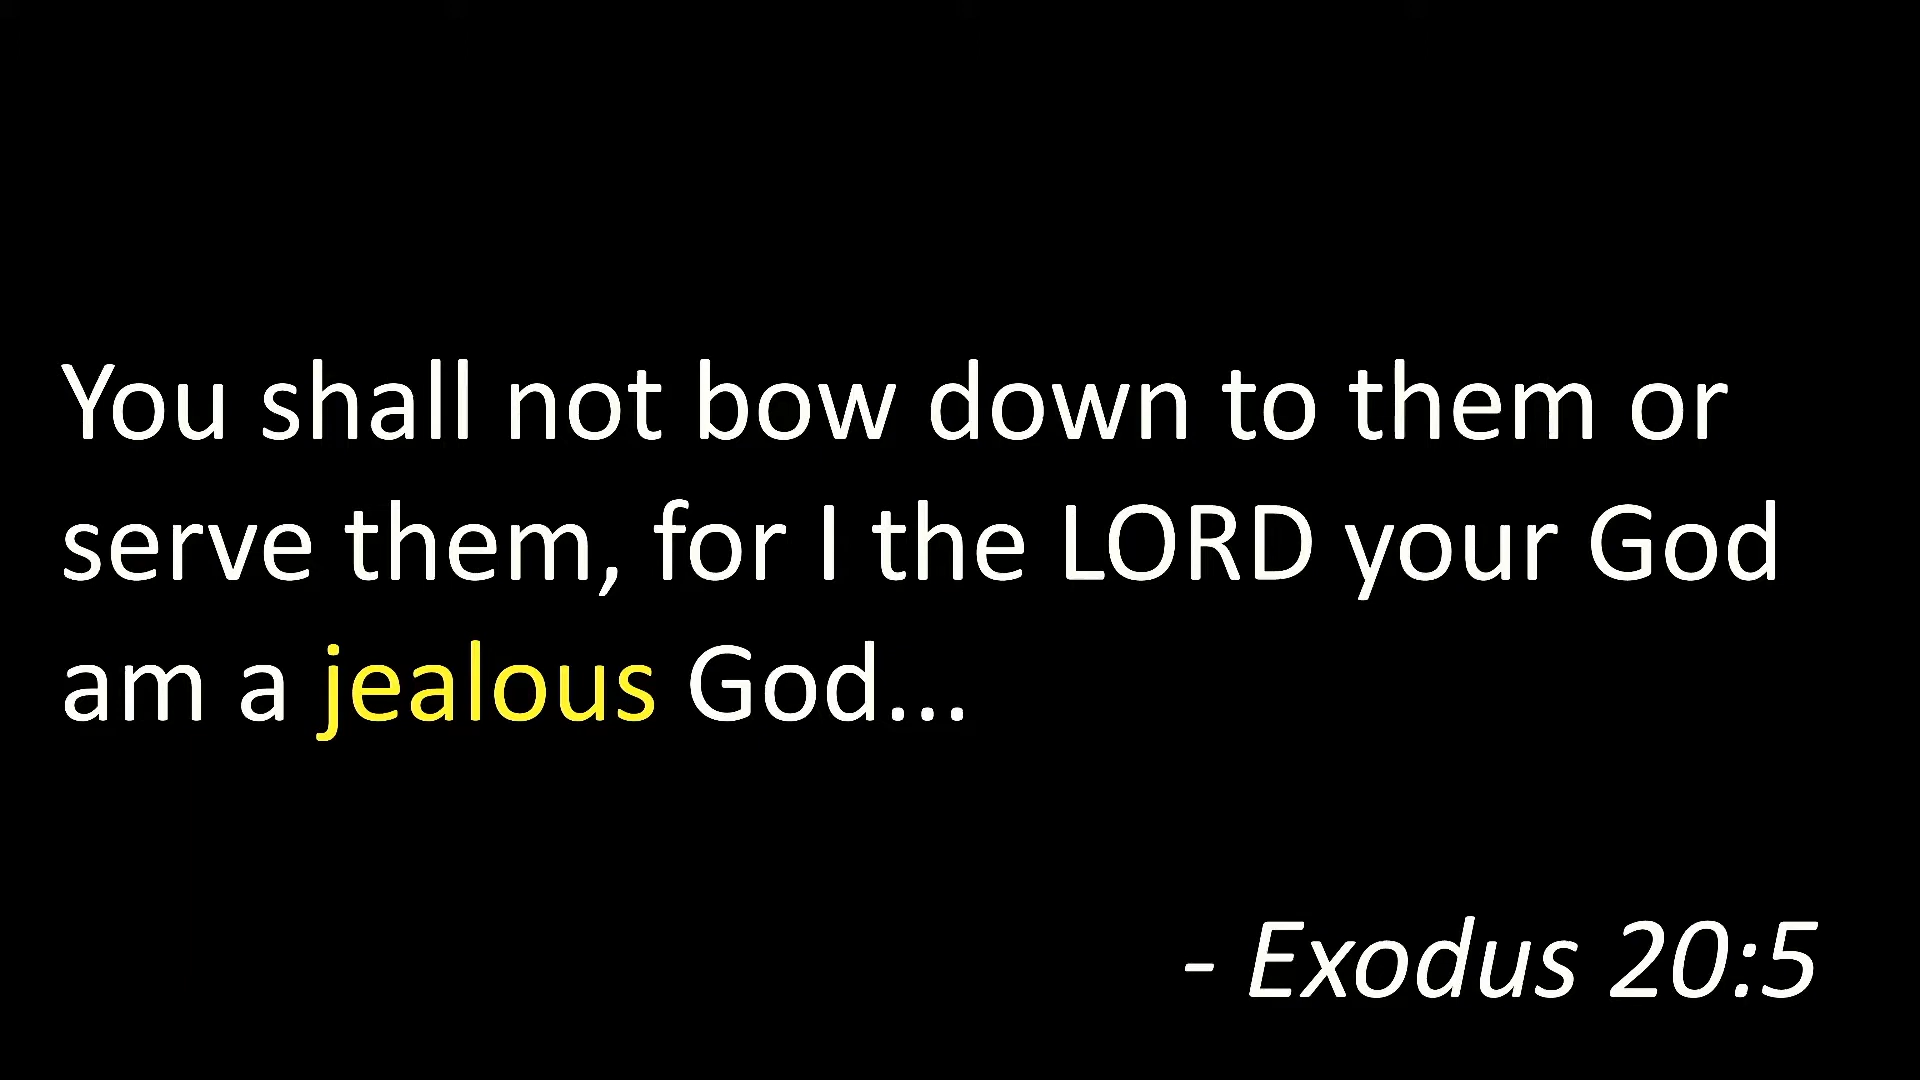 You shall not bow down to them or
serve them, for I the LORD your God
am a jealous God...
- Exodus 20:5